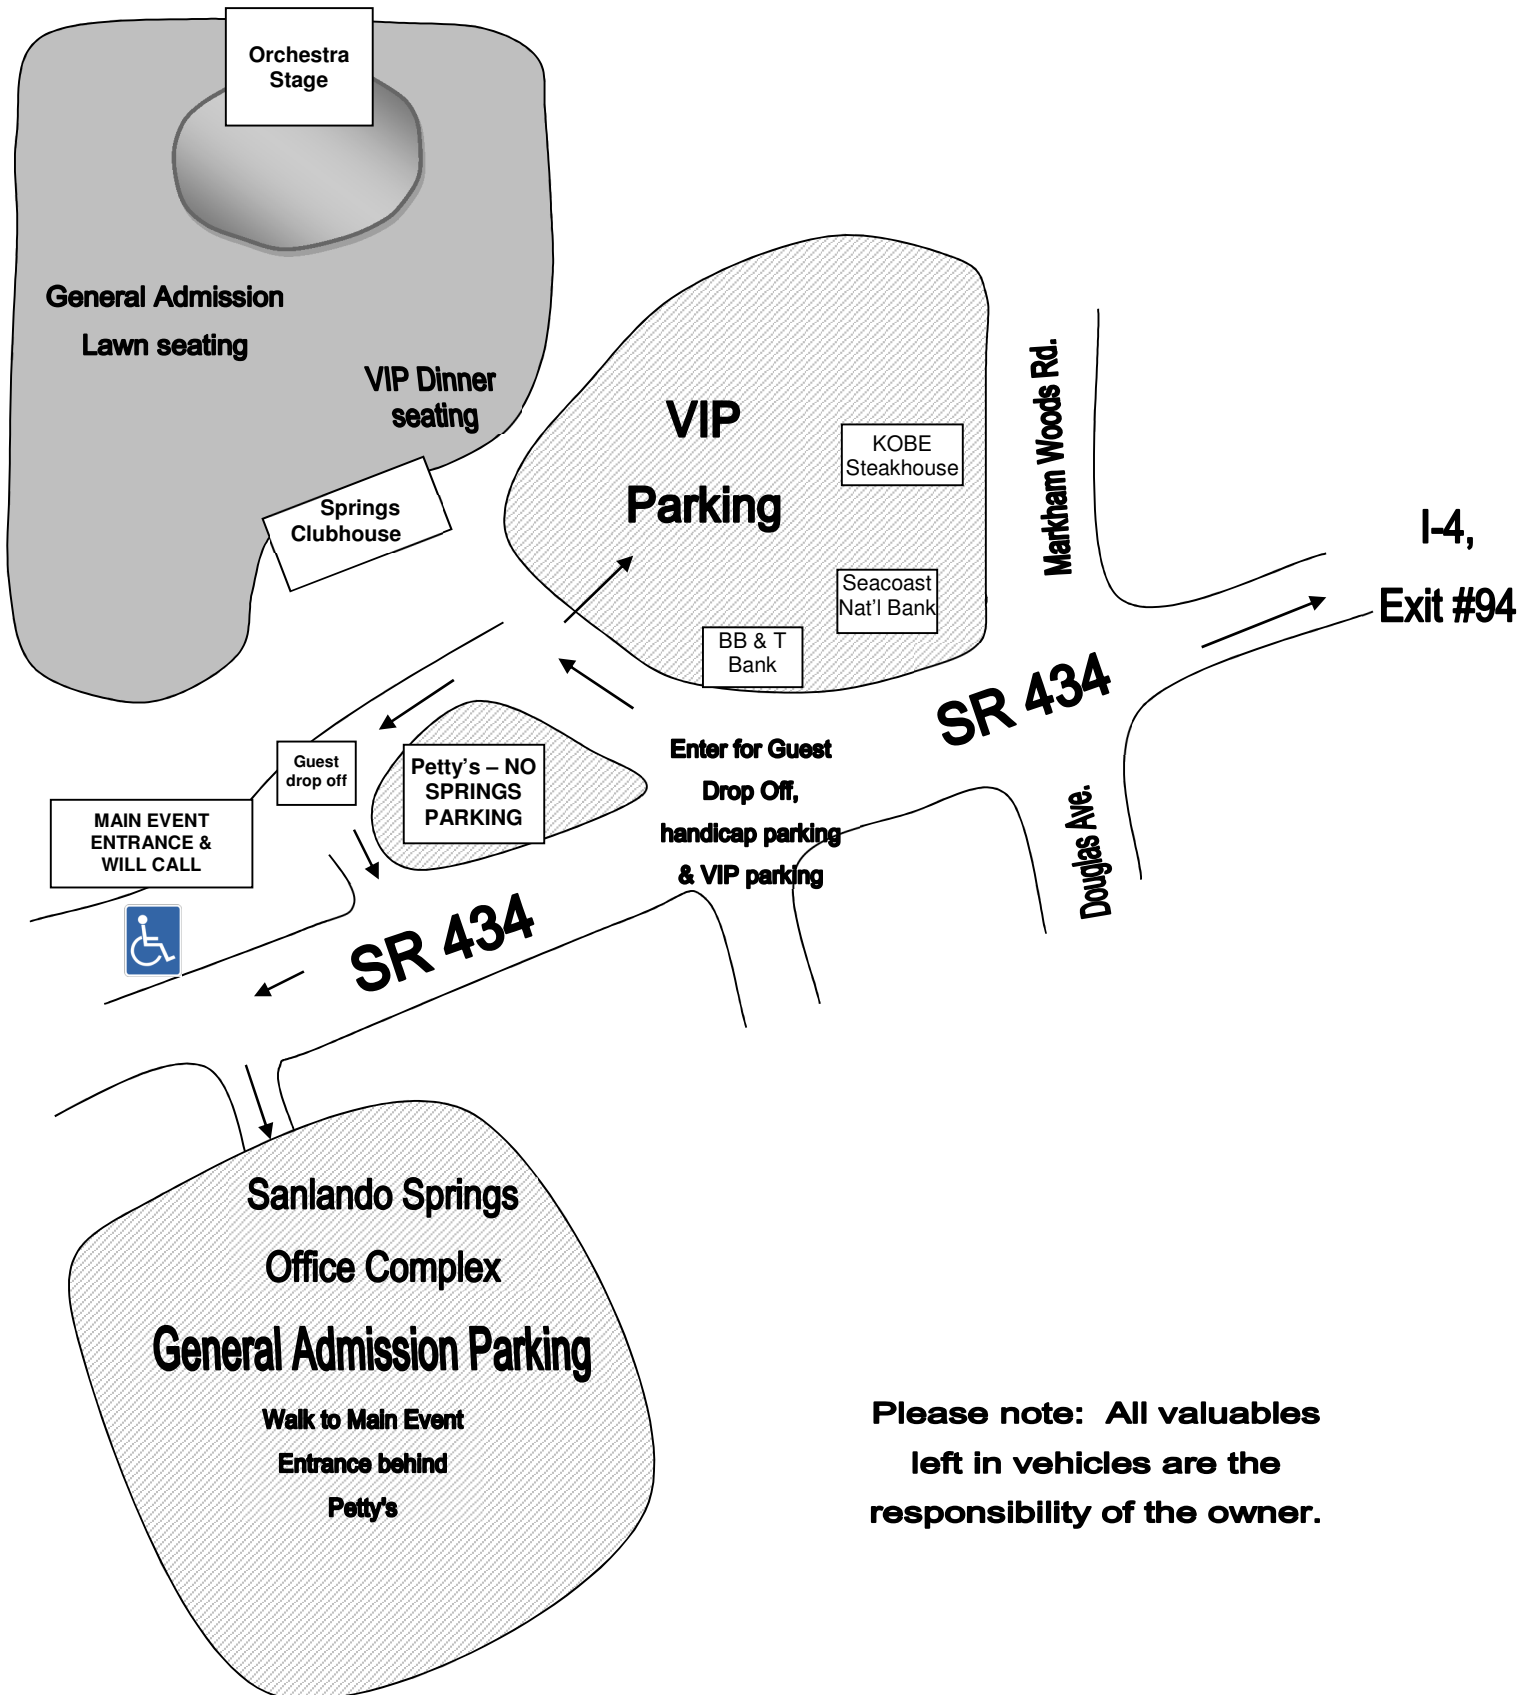 Orchestra
Stage
General Admission
Lawn seating
VIP Dinner
seating
Springs
Clubhouse
VIP
Parking
KOBE
Steakhouse
Seacoast
Nat'l Bank
BB & T
Bank
Markham Woods Rd.
I-4,
Exit #94
SR 434
Guest
drop off
Petty's – NO
SPRINGS
PARKING
Enter for Guest
Drop Off,
handicap parking
& VIP parking
Douglas Ave.
MAIN EVENT
ENTRANCE &
WILL CALL
SR 434
Sanlando Springs
Office Complex
General Admission Parking
Walk to Main Event
Entrance behind
Petty's
Please note:  All valuables
left in vehicles are the
responsibility of the owner.